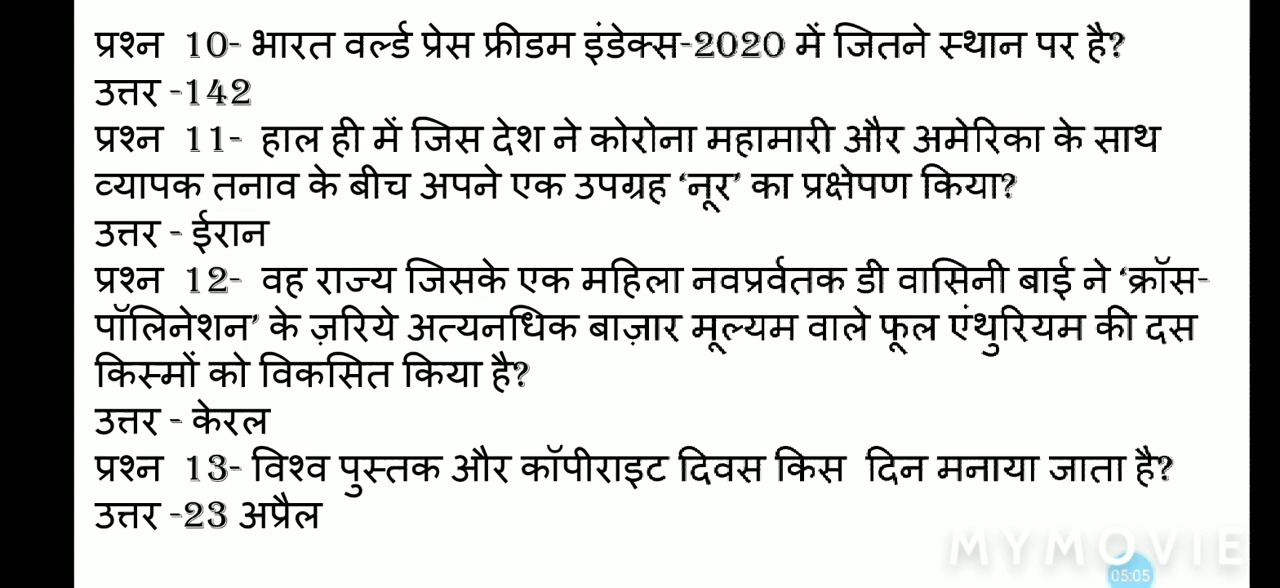 प्रश्न 10- भारत वर्ल्ड प्रेस फ्रीडम इंडेक्स-2020 में जितने स्थान पर है?
उत्तर -142
प्रश्न 11- हाल ही में जिस देश ने कोरोना महामारी और अमेरिका के साथ
व्यापक तनाव के बीच अपने एक उपग्रह ‘नूर’ का प्रक्षेपण किया?
उत्तर - ईरान
प्रश्न 12- वह राज्य जिसके एक महिला नवप्रर्वतक डी वासिनी बाई ने ‘क्रॉस-
पॉलिनेशन’ के ज़रिये अत्यनधिक बाज़ार मूल्यम वाले फूल एंथुरियम की दस
किस्मों को विकसित किया है?
उत्तर - केरल
प्रश्न 13- विश्व पुस्तक और कॉपीराइट दिवस किस दिन मनाया जाता है?
उत्तर -23 अप्रैल
MYMOVIE
05:05